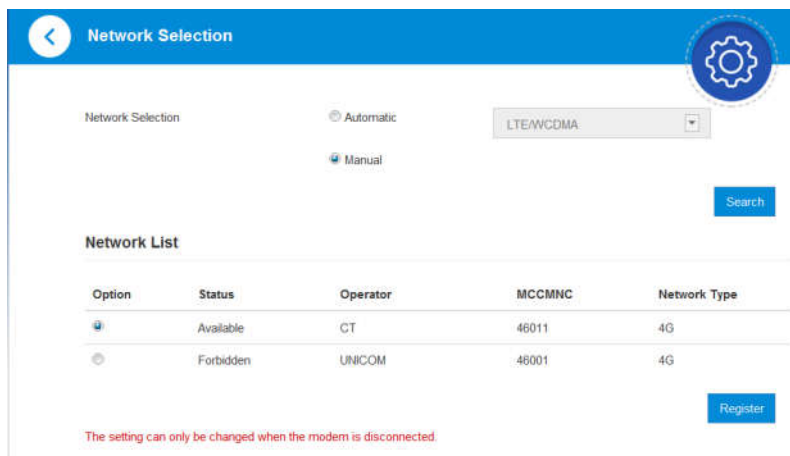 Network Selection
Network Selection Automatic LTE/WCDMA
Manual
Search
Network List
Option Status Operator MCCMNC Network Type
Available CT 46011 4G
Forbidden UNICOM 46001 4G
Register
The setting can only be changed when the modem is disconnected.